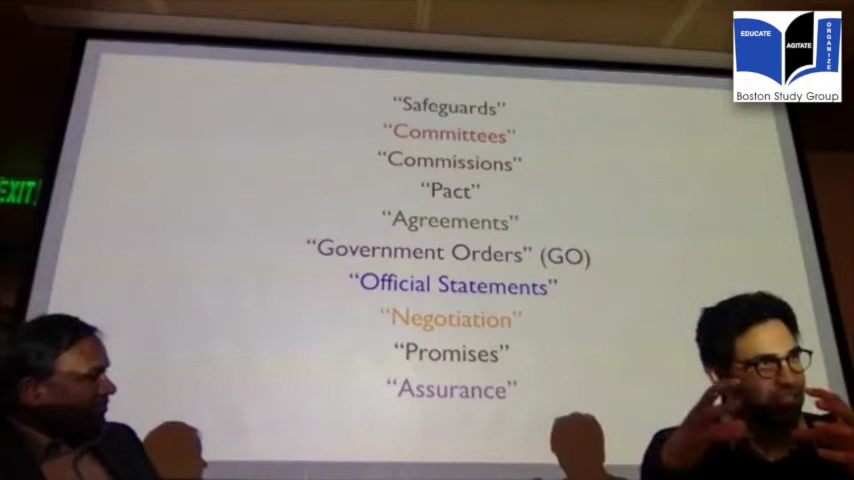 EDUCATE
AGITATE
ORGANIZE
Boston Study Group
EXIT
“Safeguards”
“Committees”
“Commissions”
“Pact”
“Agreements”
“Government Orders” (GO)
“Official Statements”
“Negotiation”
“Promises”
“Assurance”